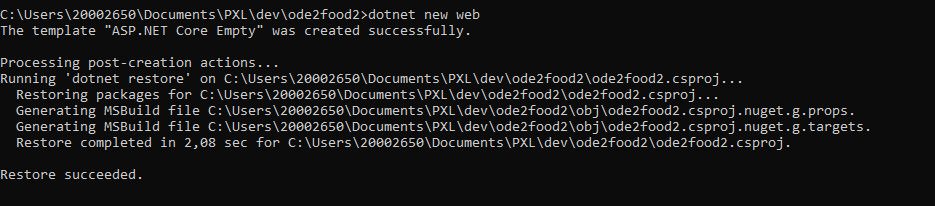 C:\Users\20002650\Documents\PXL\dev\ode2food2>dotnet new web
The template "ASP.NET Core Empty" was created successfully.
Processing post-creation actions...
Running 'dotnet restore' on C:\Users\20002650\Documents\PXL\dev\ode2food2\ode2food2.csproj...
  Restoring packages for C:\Users\20002650\Documents\PXL\dev\ode2food2\ode2food2.csproj...
  Generating MSBuild file C:\Users\20002650\Documents\PXL\dev\ode2food2\obj\ode2food2.csproj.nuget.g.props.
  Generating MSBuild file C:\Users\20002650\Documents\PXL\dev\ode2food2\obj\ode2food2.csproj.nuget.g.targets.
  Restore completed in 2,08 sec for C:\Users\20002650\Documents\PXL\dev\ode2food2\ode2food2.csproj.
Restore succeeded.